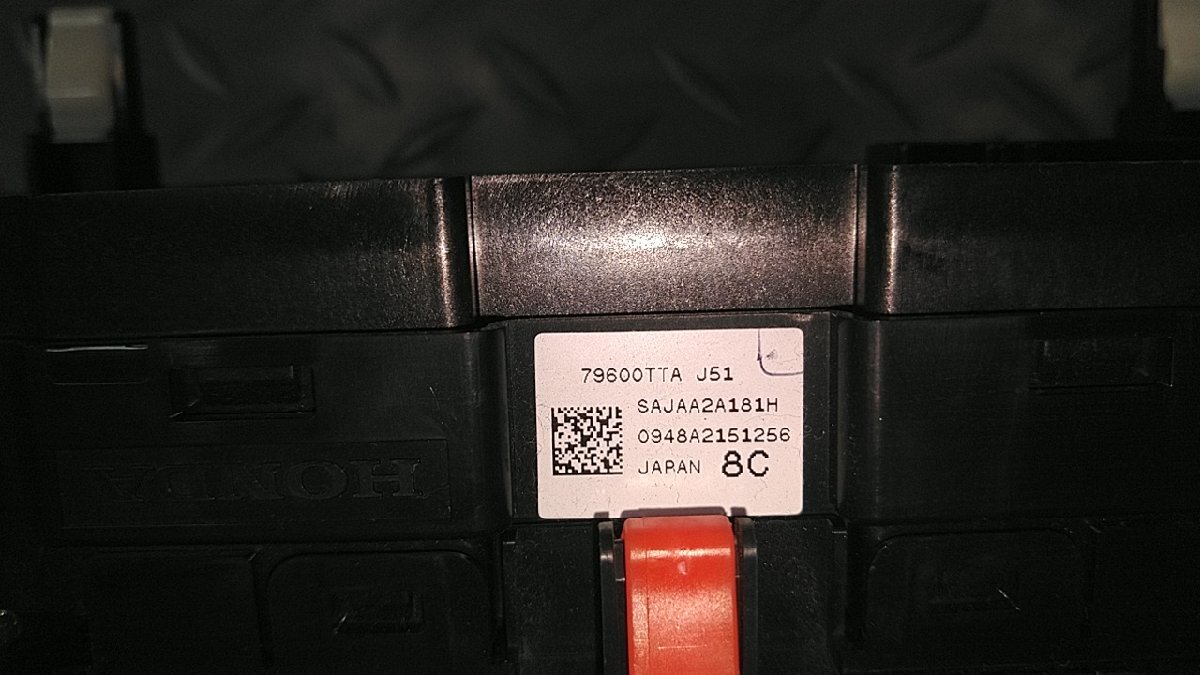 79600TTA J51
SAJAA2A181H
0948A2151256
JAPAN 8C
HONDA